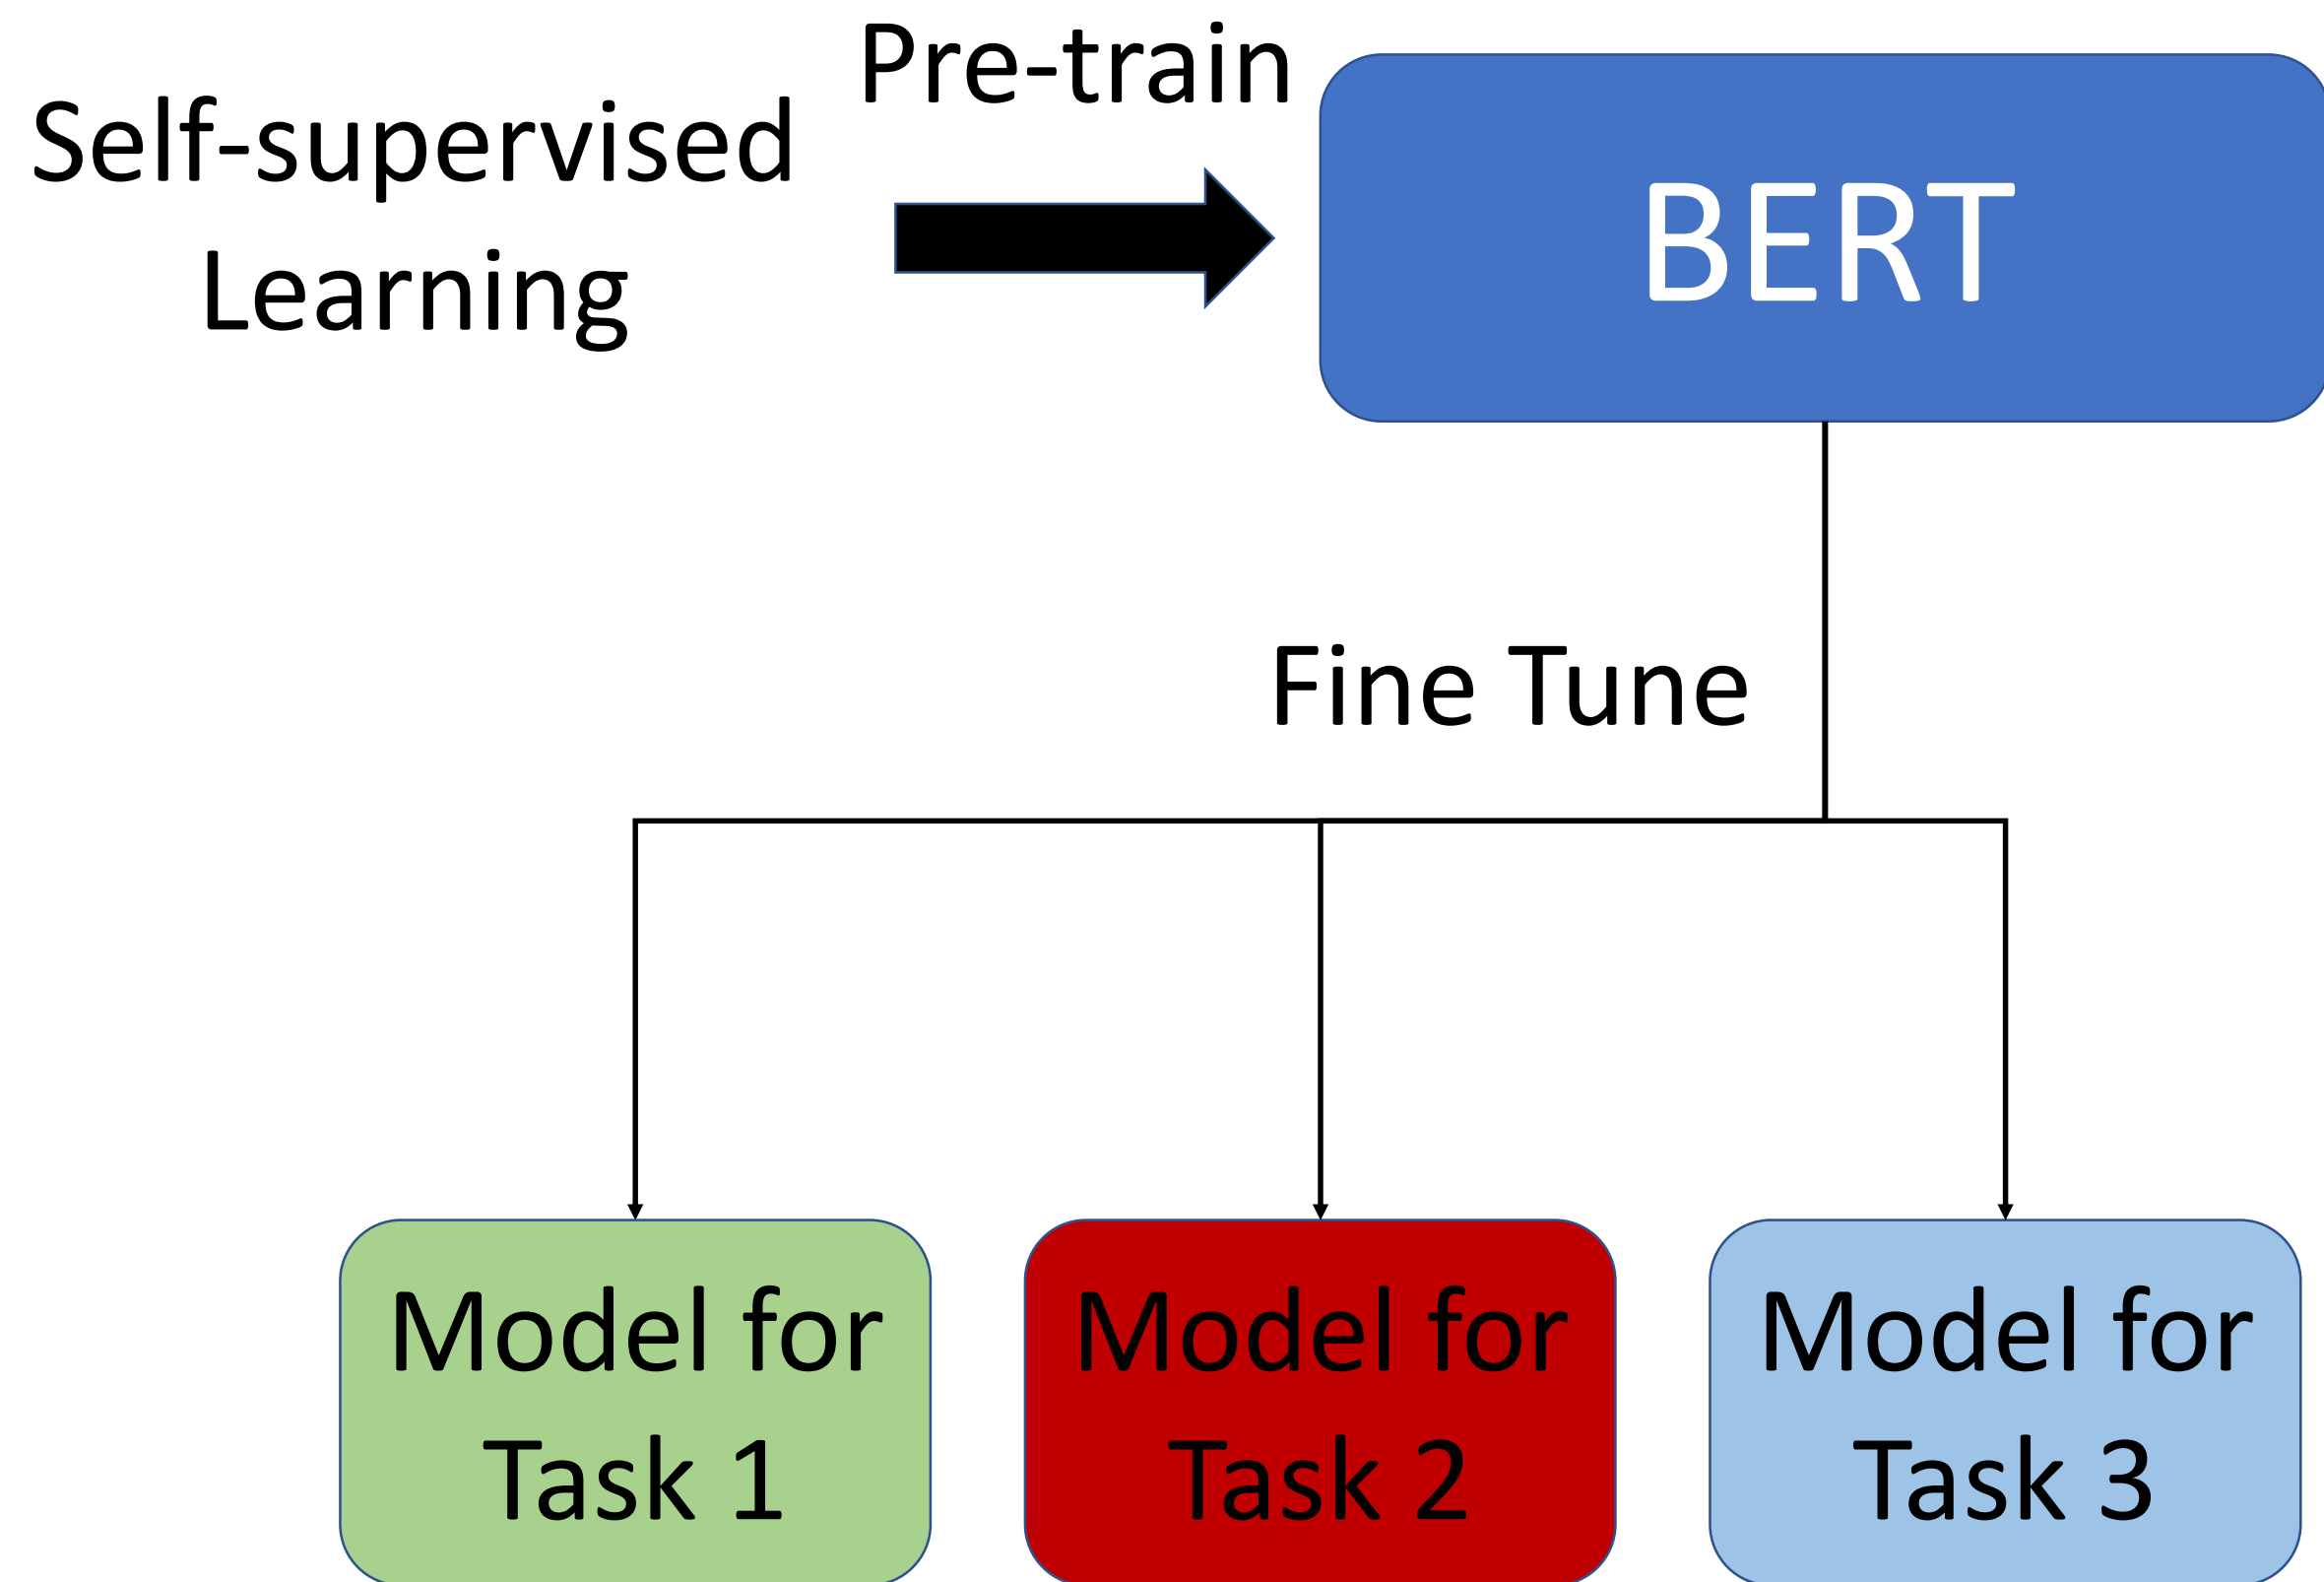 Pre-train
Self-supervised
Learning
BERT
Fine Tune
Model for
Task 1
Model for
Task 2
Model for
Task 3